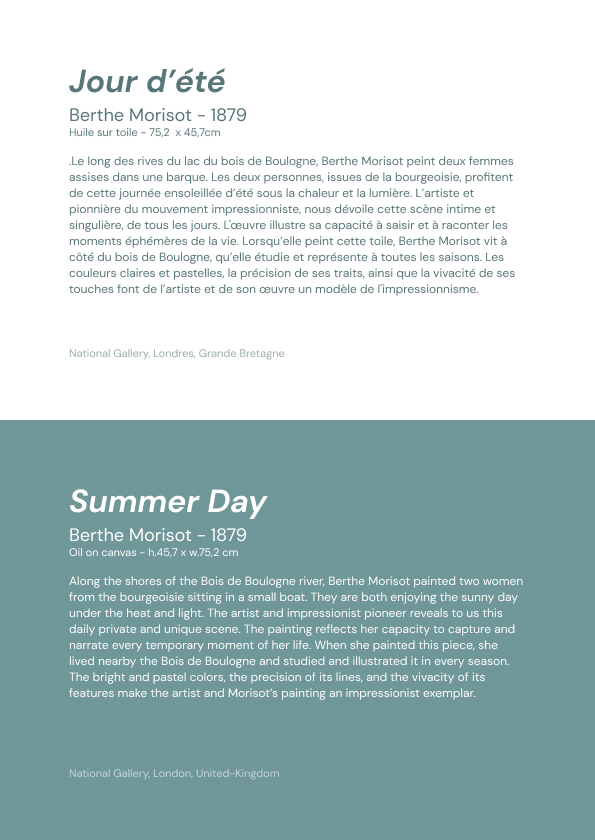 Jour d’été
Berthe Morisot - 1879
Huile sur toile - 75,2  x 45,7cm
.Le long des rives du lac du bois de Boulogne, Berthe Morisot peint deux femmes
assises dans une barque. Les deux personnes, issues de la bourgeoisie, profitent
de cette journée ensoleillée d’été sous la chaleur et la lumière. L’artiste et
pionnière du mouvement impressionniste, nous dévoile cette scène intime et
singulière, de tous les jours. L'œuvre illustre sa capacité à saisir et à raconter les
moments éphémères de la vie. Lorsqu’elle peint cette toile, Berthe Morisot vit à
côté du bois de Boulogne, qu’elle étudie et représente à toutes les saisons. Les
couleurs claires et pastelles, la précision de ses traits, ainsi que la vivacité de ses
touches font de l’artiste et de son œuvre un modèle de l'impressionnisme.
National Gallery, Londres, Grande Bretagne
Summer Day
Berthe Morisot - 1879
Oil on canvas - h.45,7 x w.75,2 cm
Along the shores of the Bois de Boulogne river, Berthe Morisot painted two women
from the bourgeoisie sitting in a small boat. They are both enjoying the sunny day
under the heat and light. The artist and impressionist pioneer reveals to us this
daily private and unique scene. The painting reflects her capacity to capture and
narrate every temporary moment of her life. When she painted this piece, she
lived nearby the Bois de Boulogne and studied and illustrated it in every season.
The bright and pastel colors, the precision of its lines, and the vivacity of its
features make the artist and Morisot’s painting an impressionist exemplar.
National Gallery, London, United-Kingdom